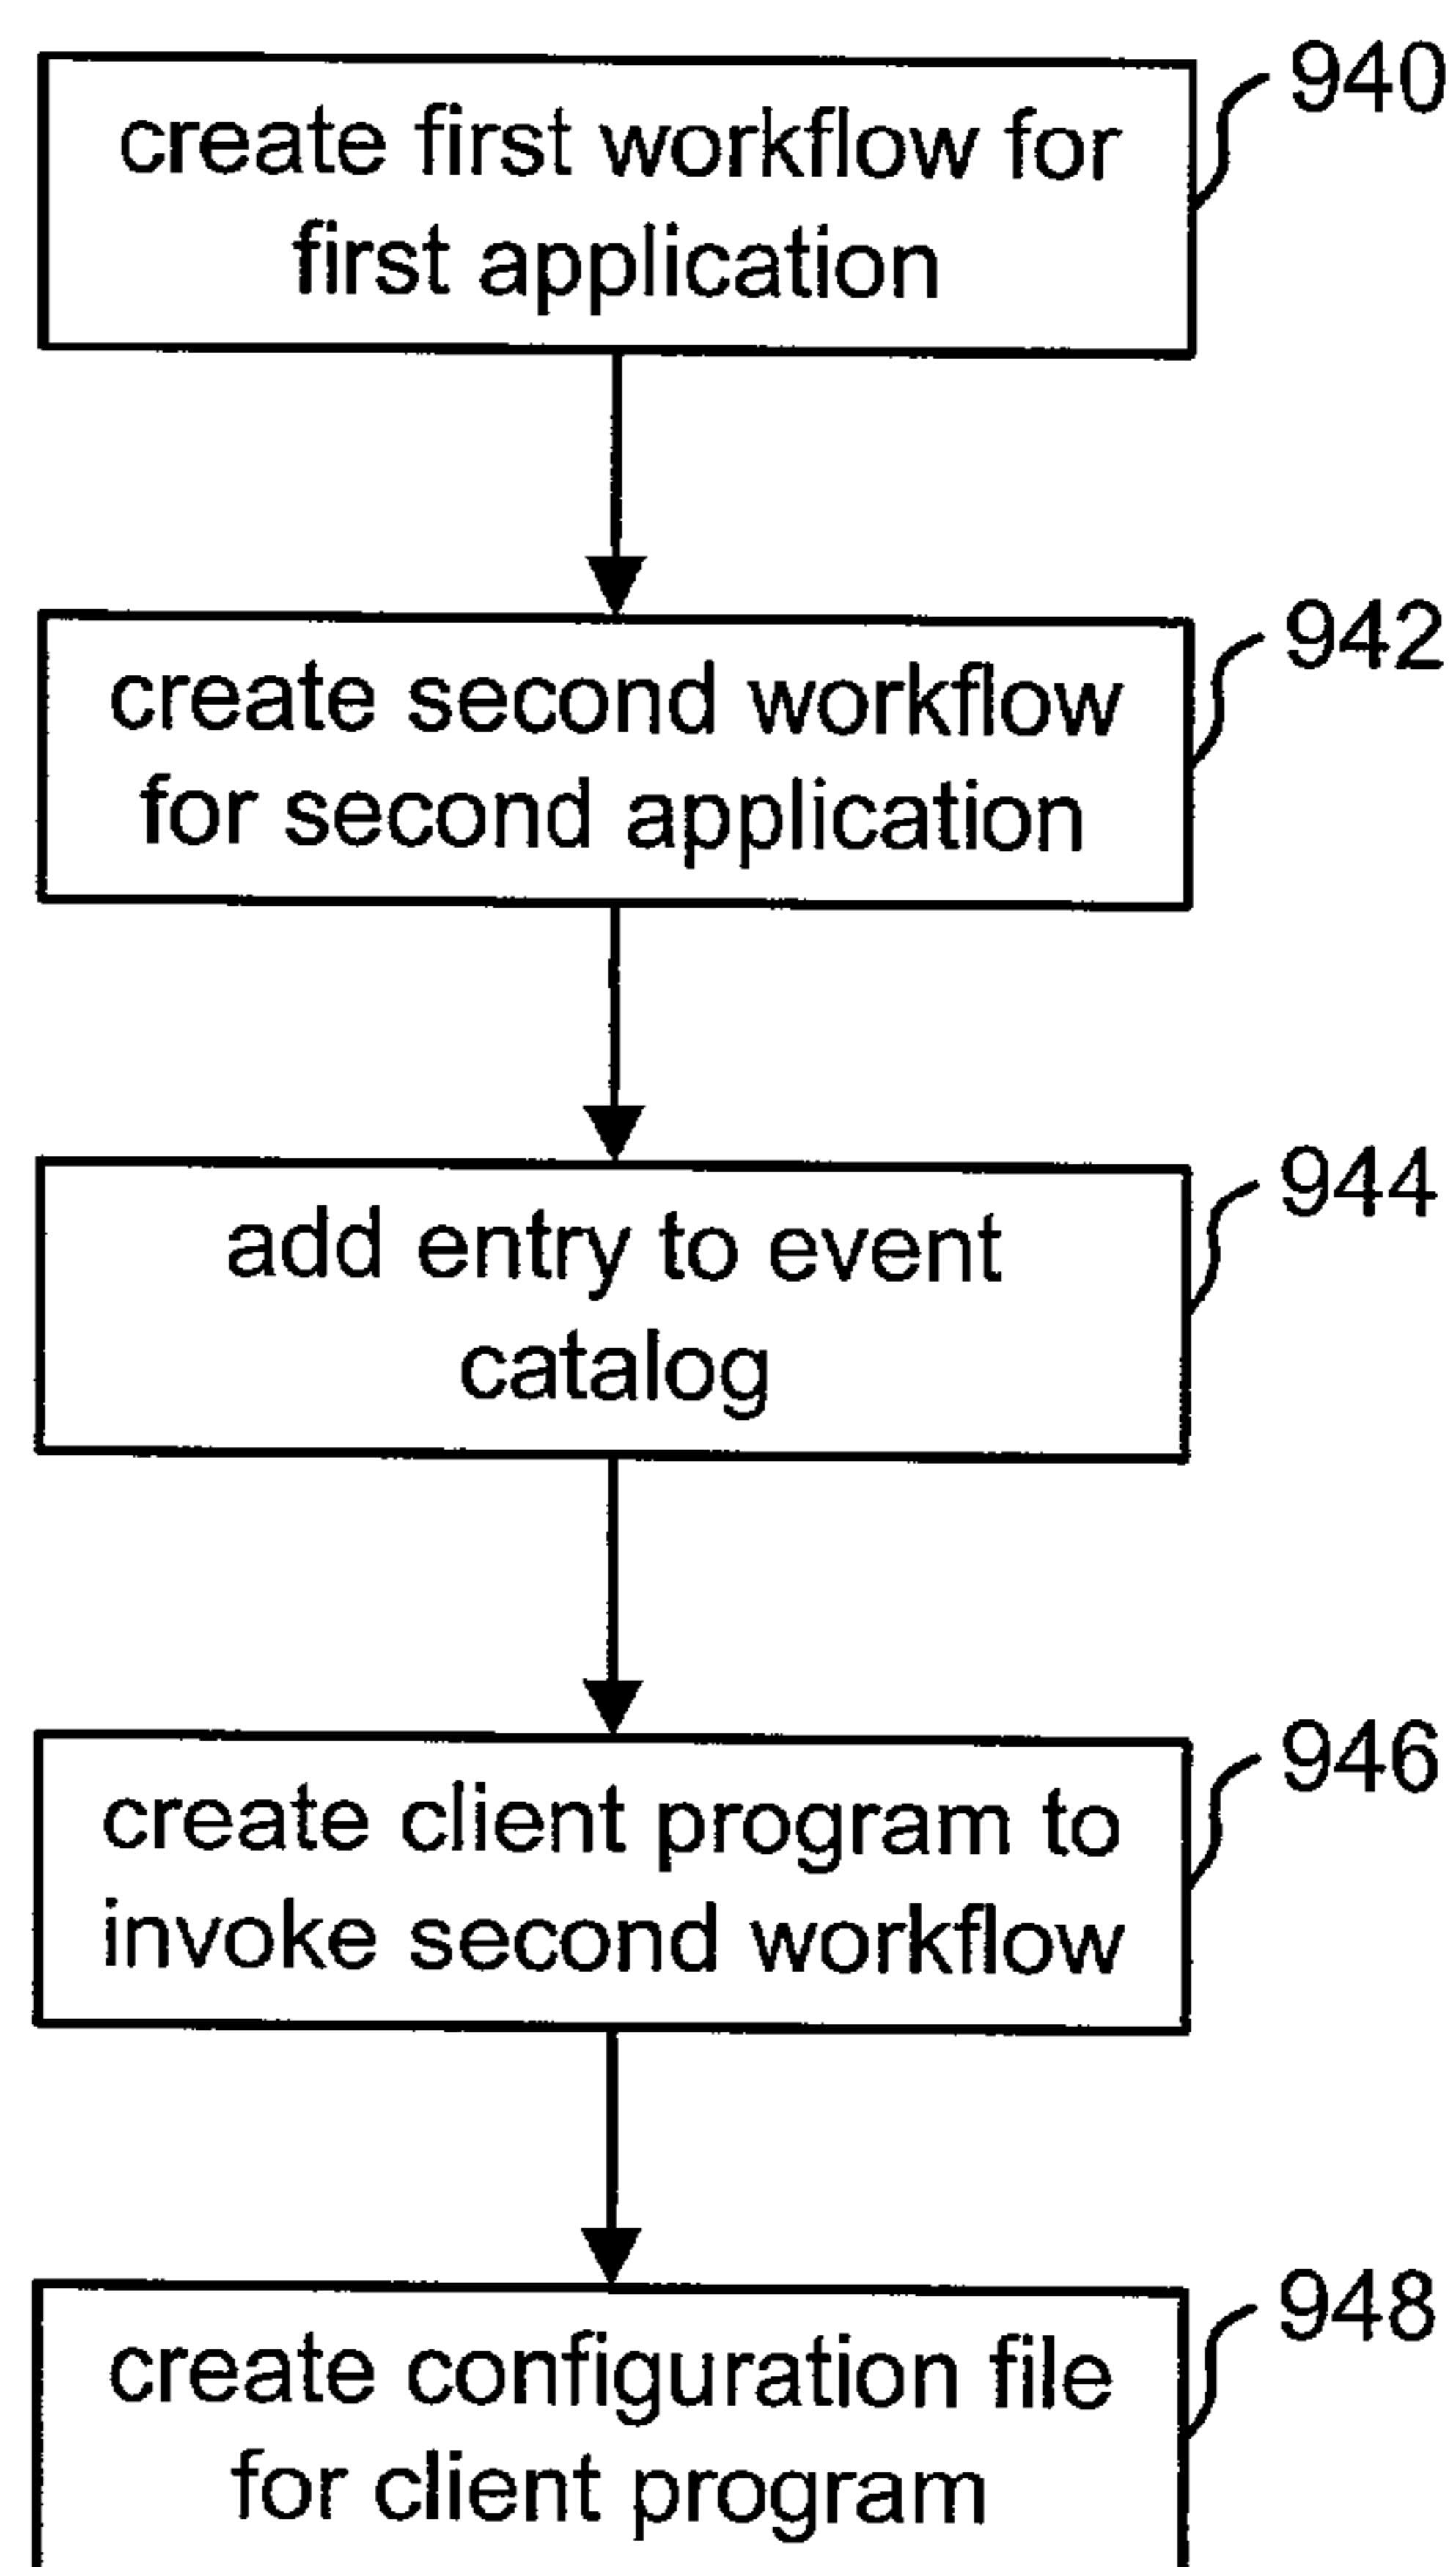 940
create first workflow for
first application
942
create second workflow
for second application
944
add entry to event
catalog
946
create client program to
invoke second workflow
948
create configuration file
for client program